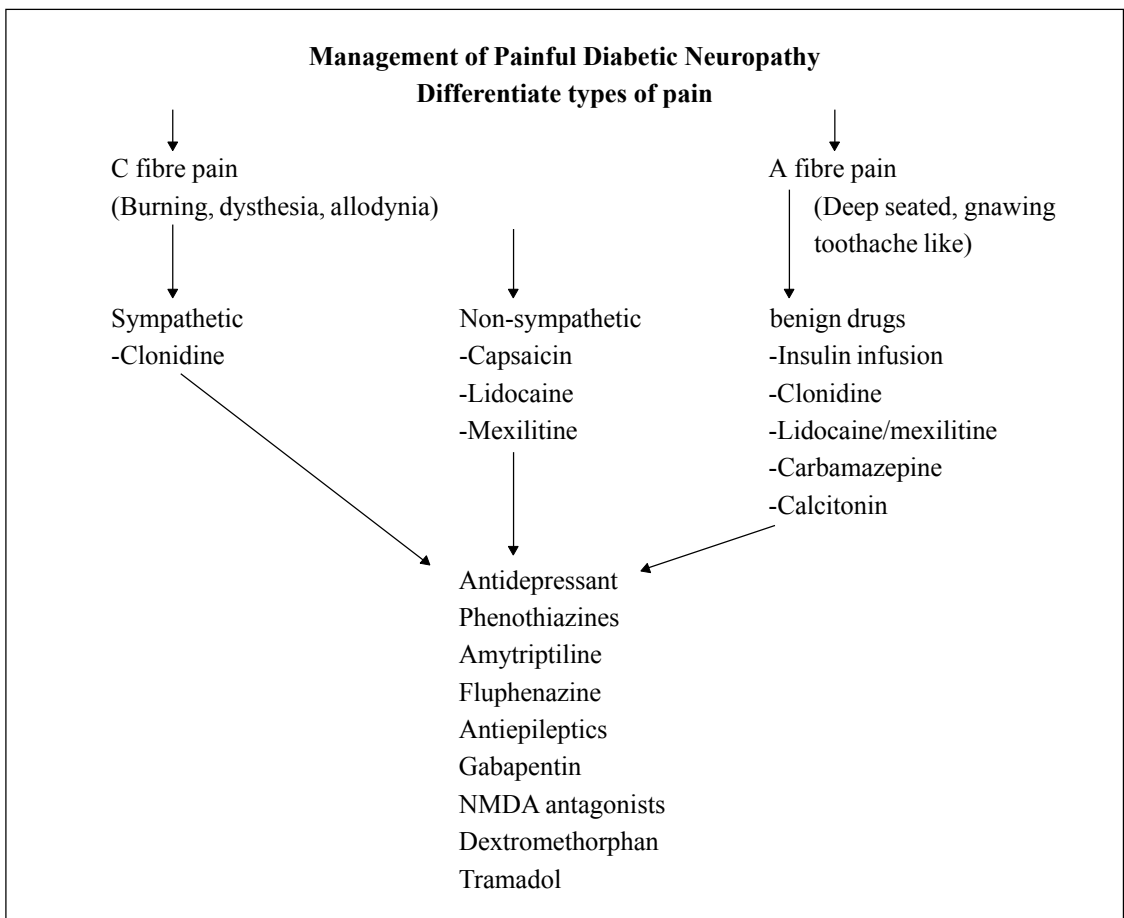 Management of Painful Diabetic Neuropathy
Differentiate types of pain
C fibre pain
(Burning, dysthesia, allodynia)
A fibre pain
(Deep seated, gnawing
toothache like)
Sympathetic
-Clonidine
Non-sympathetic
-Capsaicin
-Lidocaine
-Mexilitine
benign drugs
-Insulin infusion
-Clonidine
-Lidocaine/mexilitine
-Carbamazepine
-Calcitonin
Antidepressant
Phenothiazines
Amytriptiline
Fluphenazine
Antiepileptics
Gabapentin
NMDA antagonists
Dextromethorphan
Tramadol